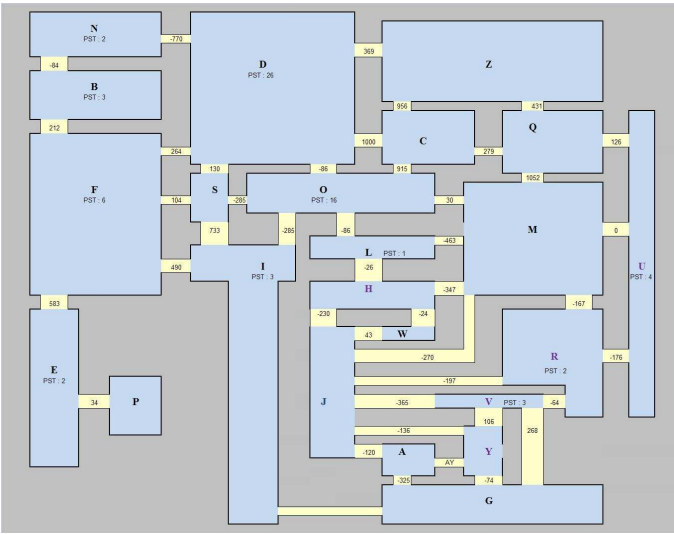 N
PST : 2
-770
D
PST : 26
369
Z
-84
B
PST : 3
212
956
431
C
Q
126
1000
279
264
F
PST : 6
130
-86
915
1052
S
O
PST : 16
104
-285
30
M
0
733
-285
-86
L
PST : 1
-463
I
PST : 3
490
-26
U
PST : 4
H
-347
583
-167
-230
-24
43
W
E
PST : 2
-270
R
PST : 2
-176
-197
34
P
J
-365
V
PST : 3
-64
106
268
-136
-120
A
AY
Y
-325
-74
G